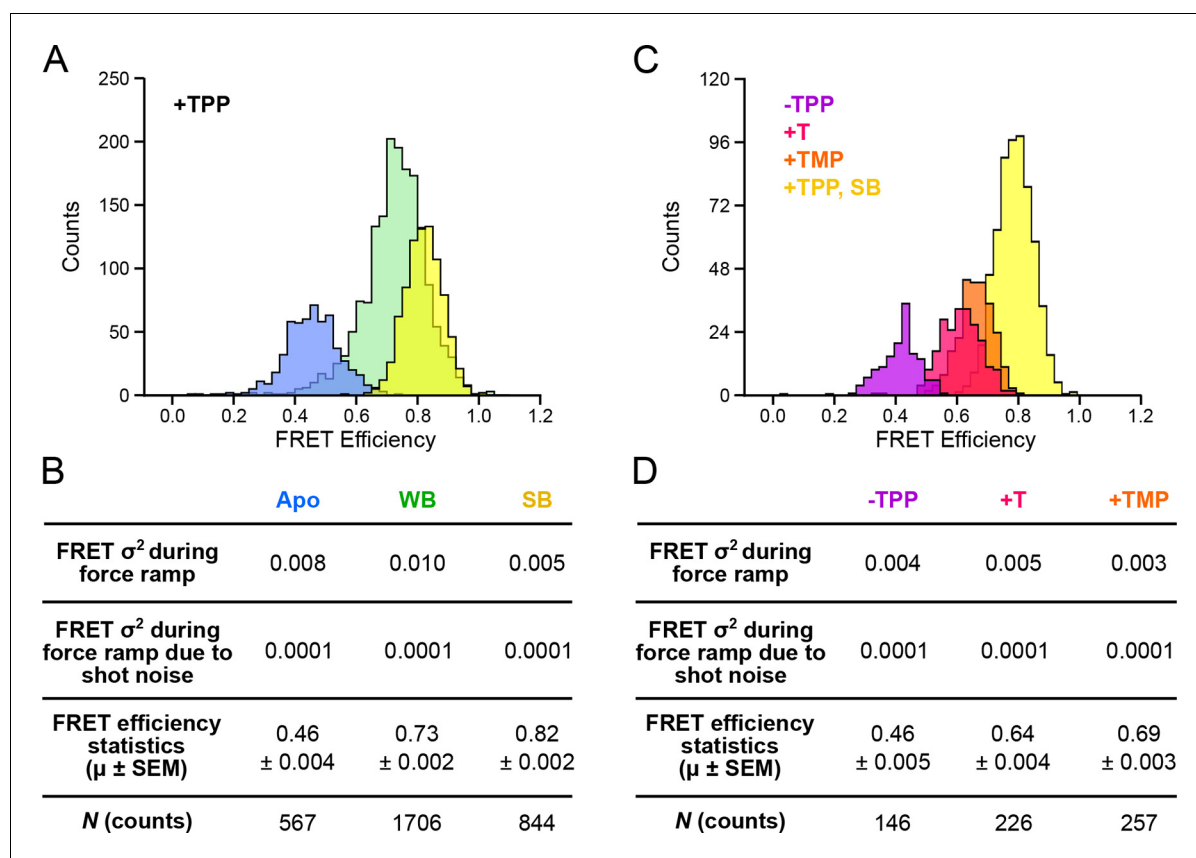 A
250
200
150
100
50
0
Counts
+TPP
0.0 0.2 0.4 0.6 0.8 1.0 1.2
FRET Efficiency
C
120
96
72
48
24
0
Counts
-TPP
+T
+TMP
+TPP, SB
0.0 0.2 0.4 0.6 0.8 1.0 1.2
FRET Efficiency
B
Apo WB SB
FRET σ² during
force ramp
0.008 0.010 0.005
FRET σ² during
force ramp due to
shot noise
0.0001 0.0001 0.0001
FRET efficiency
statistics
(μ ± SEM)
0.46 0.73 0.82
± 0.004 ± 0.002 ± 0.002
N (counts) 567 1706 844
D
-TPP +T +TMP
FRET σ² during
force ramp
0.004 0.005 0.003
FRET σ² during
force ramp due to
shot noise
0.0001 0.0001 0.0001
FRET efficiency
statistics
(μ ± SEM)
0.46 0.64 0.69
± 0.005 ± 0.004 ± 0.003
N (counts) 146 226 257